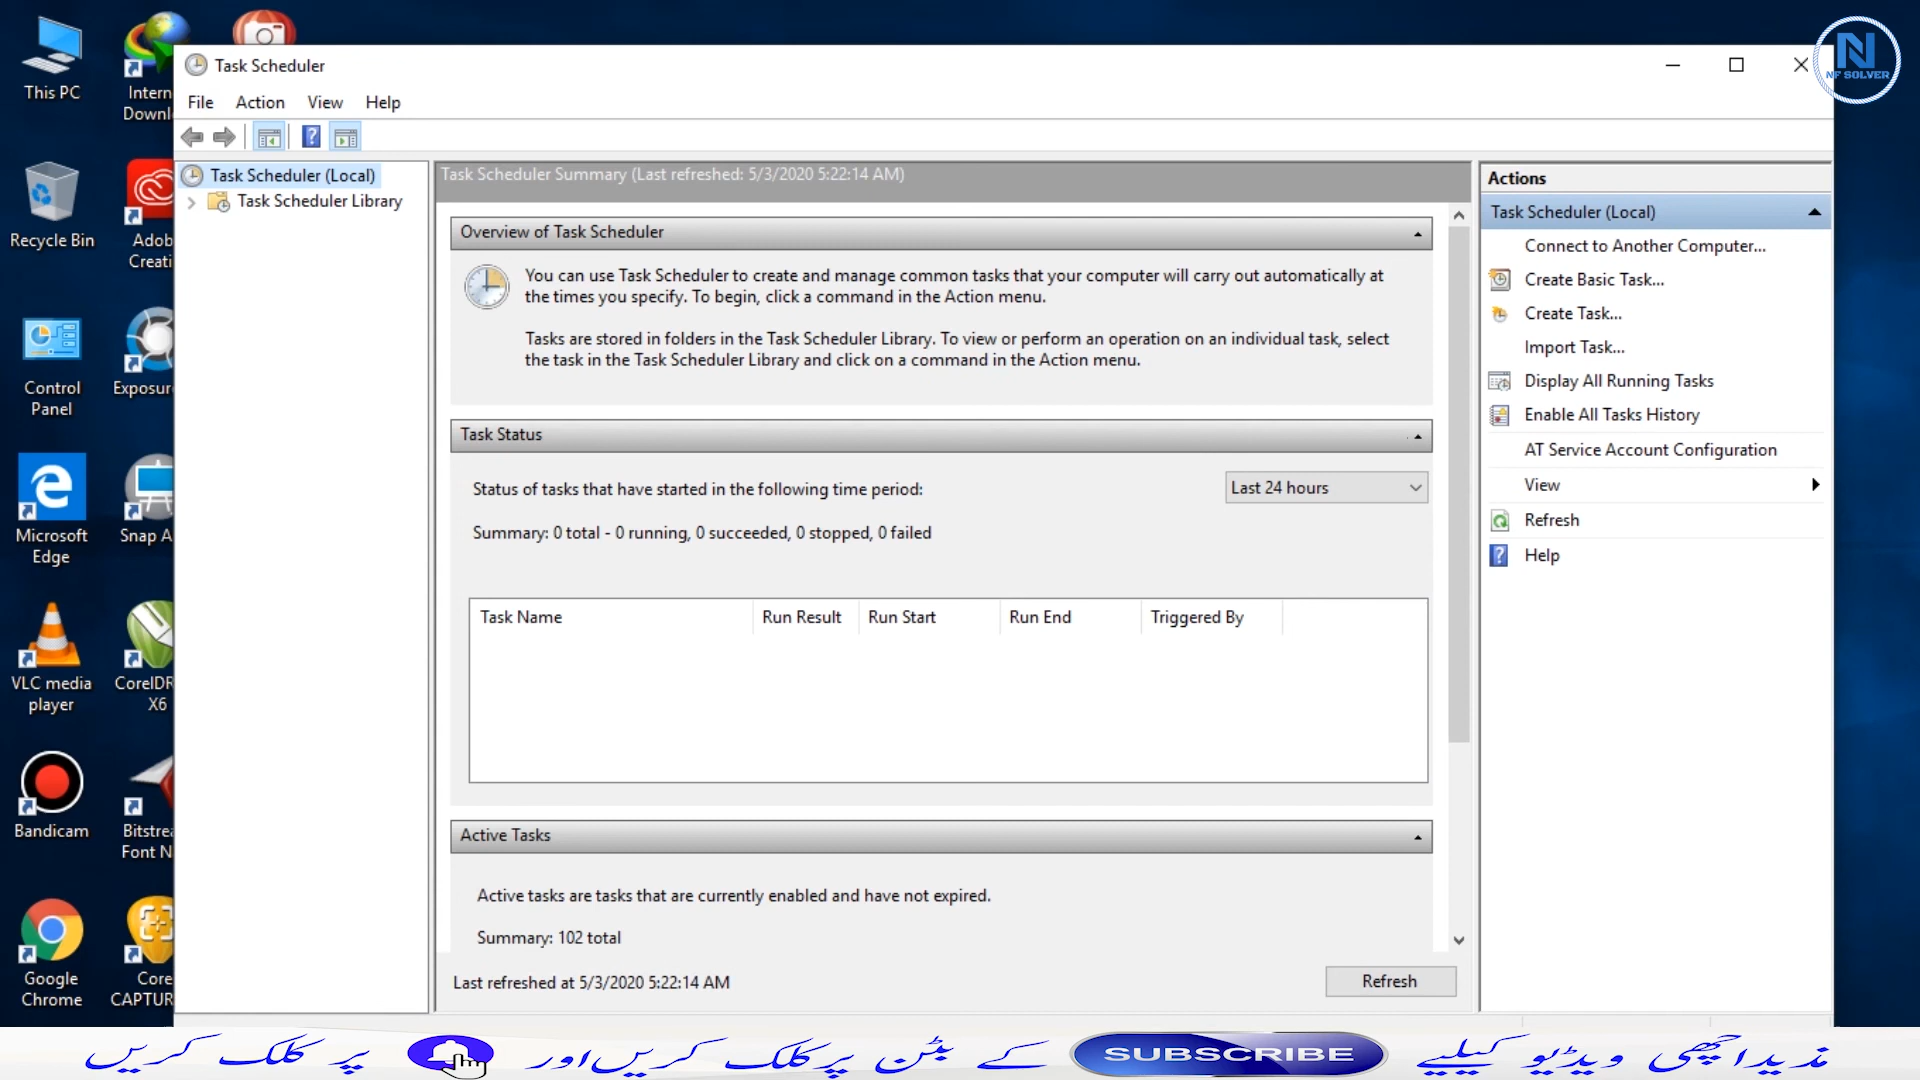 This PC
Intern
Downl
Recycle Bin
Adob
Creati
Control
Panel
Exposur
Microsoft
Edge
Snap A
VLC media
player
CorelDR
X6
Bandicam
Bitstrea
Font N
Google
Chrome
Core
CAPTUR
Task Scheduler
File Action View Help
Task Scheduler (Local)
Task Scheduler Library
Task Scheduler Summary (Last refreshed: 5/3/2020 5:22:14 AM)
Overview of Task Scheduler
You can use Task Scheduler to create and manage common tasks that your computer will carry out automatically at
the times you specify. To begin, click a command in the Action menu.
Tasks are stored in folders in the Task Scheduler Library. To view or perform an operation on an individual task, select
the task in the Task Scheduler Library and click on a command in the Action menu.
Task Status
Status of tasks that have started in the following time period:
Last 24 hours
Summary: 0 total - 0 running, 0 succeeded, 0 stopped, 0 failed
Task Name Run Result Run Start Run End Triggered By
Active Tasks
Active tasks are tasks that are currently enabled and have not expired.
Summary: 102 total
Last refreshed at 5/3/2020 5:22:14 AM
Refresh
Actions
Task Scheduler (Local)
Connect to Another Computer...
Create Basic Task...
Create Task...
Import Task...
Display All Running Tasks
Enable All Tasks History
AT Service Account Configuration
View
Refresh
Help
N
NF SOLVER
مذید اچھی ویڈیو کیلیے SUBSCRIBE کے بٹن پر کلک کریں اور پر کلک کریں